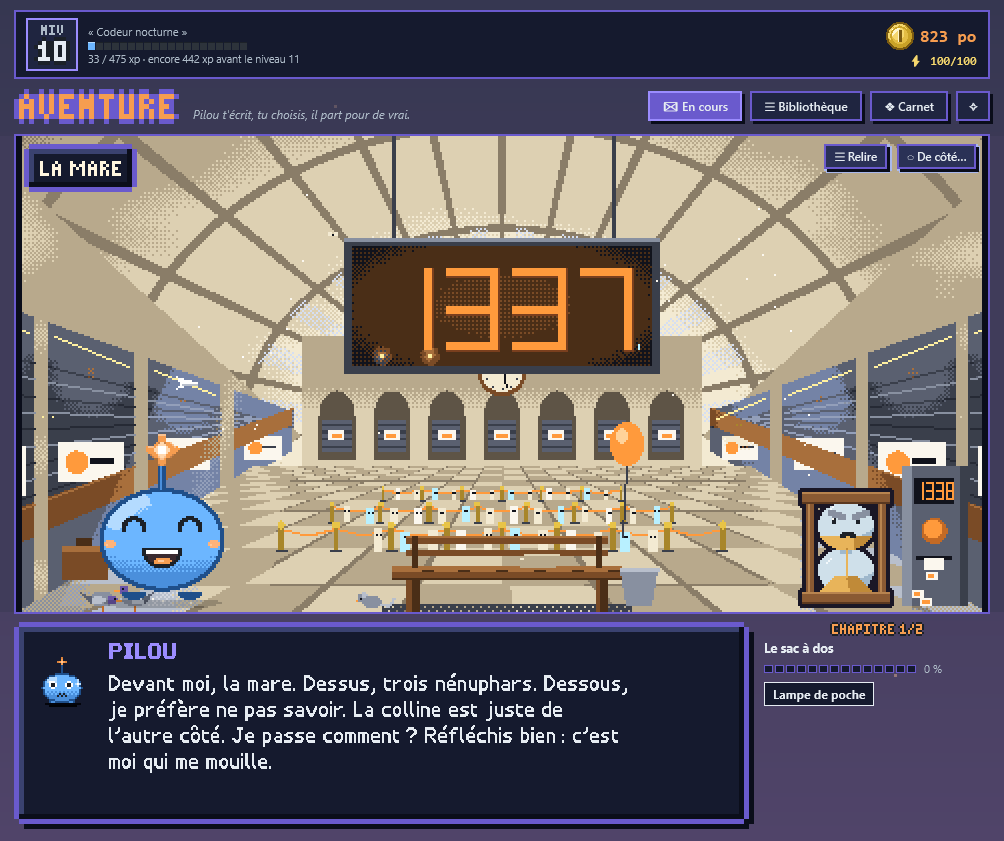 NIV
10
« Codeur nocturne »
33 / 475 xp · encore 442 xp avant le niveau 11
823 po
100/100
AVENTURE
Pilou t'écrit, tu choisis, il part pour de vrai.
En cours
Bibliothèque
Carnet
LA MARE
Relire
De côté…
1337
1338
PILOU
Devant moi, la mare. Dessus, trois nénuphars. Dessous,
je préfère ne pas savoir. La colline est juste de
l'autre côté. Je passe comment ? Réfléchis bien : c'est
moi qui me mouille.
CHAPITRE 1/2
Le sac à dos
0 %
Lampe de poche